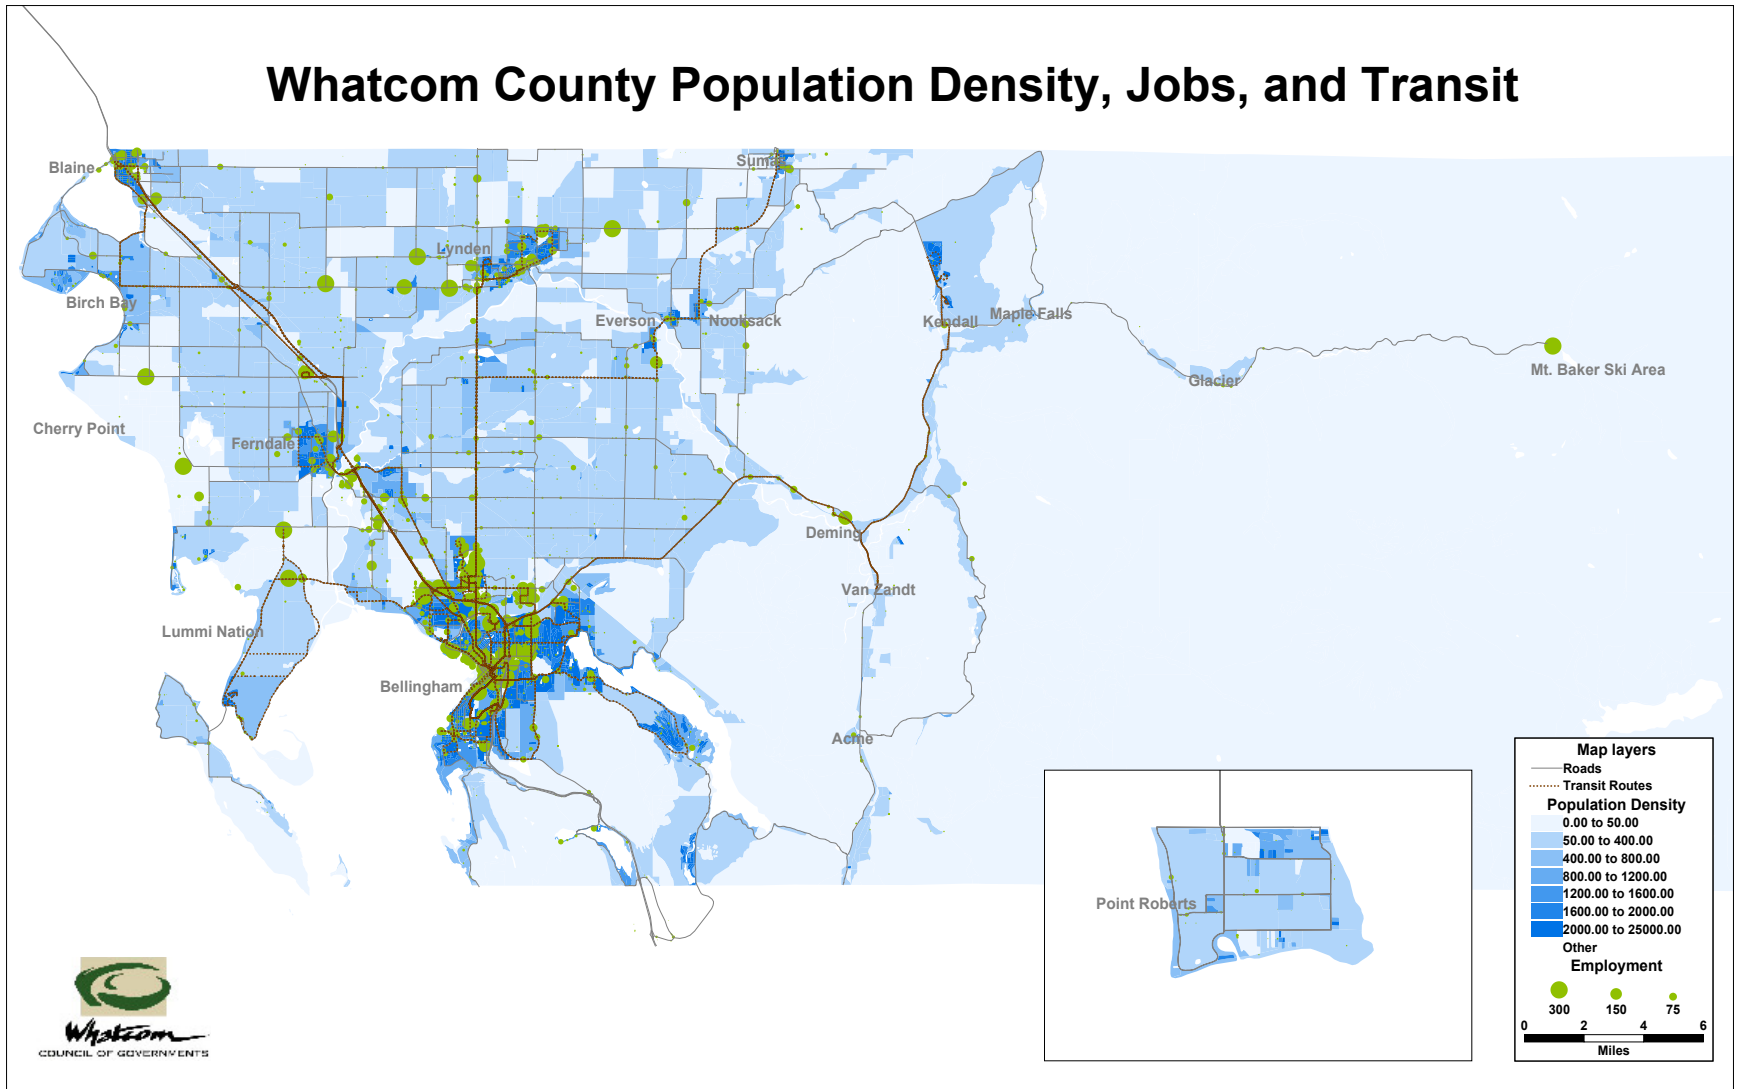 Whatcom County Population Density, Jobs, and Transit
Blaine
Sumas
Lynden
Birch Bay
Everson
Nooksack
Kendall
Maple Falls
Glacier
Mt. Baker Ski Area
Cherry Point
Ferndale
Deming
Van Zandt
Lummi Nation
Bellingham
Acme
Point Roberts
Map layers
Roads
Transit Routes
Population Density
0.00 to 50.00
50.00 to 400.00
400.00 to 800.00
800.00 to 1200.00
1200.00 to 1600.00
1600.00 to 2000.00
2000.00 to 25000.00
Other
Employment
300 150 75
0 2 4 6
Miles
Whatcom
COUNCIL OF GOVERNMENTS